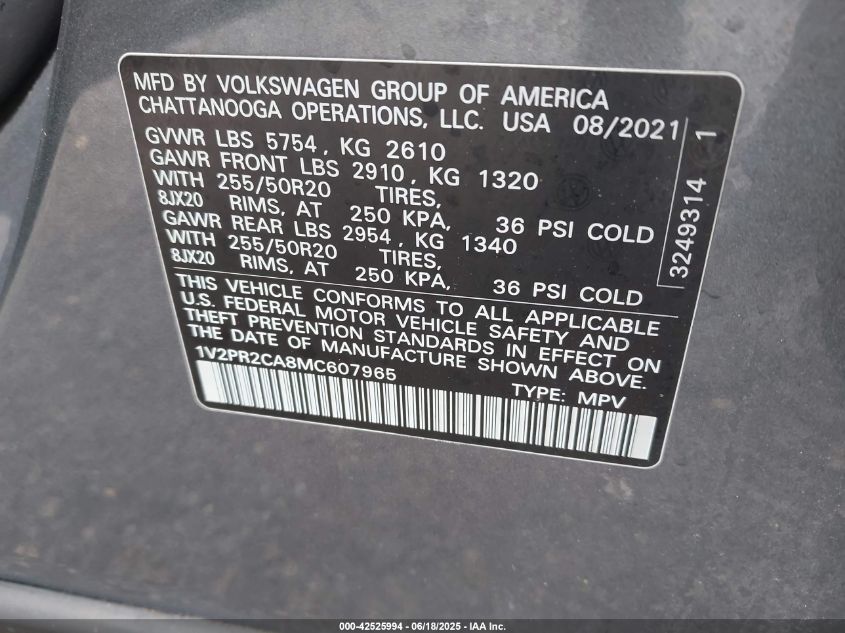 MFD BY VOLKSWAGEN GROUP OF AMERICA
CHATTANOOGA OPERATIONS, LLC. USA 08/2021
GVWR LBS 5754, KG 2610
GAWR FRONT LBS 2910, KG 1320
WITH 255/50R20 TIRES,
8JX20 RIMS, AT 250 KPA, 36 PSI COLD
GAWR REAR LBS 2954, KG 1340
WITH 255/50R20 TIRES,
8JX20 RIMS, AT 250 KPA, 36 PSI COLD
THIS VEHICLE CONFORMS TO ALL APPLICABLE
U.S. FEDERAL MOTOR VEHICLE SAFETY AND
THEFT PREVENTION STANDARDS IN EFFECT ON
THE DATE OF MANUFACTURE SHOWN ABOVE.
1V2PR2CA8MC607965 TYPE: MPV
3249314 1
000-42525994 - 06/18/2025 - IAA Inc.